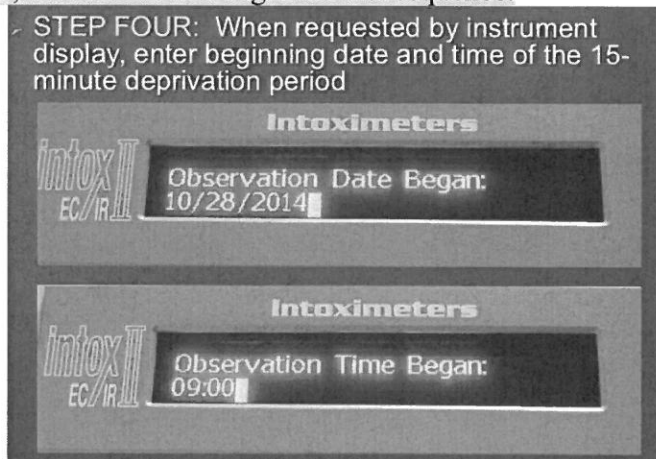 STEP FOUR: When requested by instrument
display, enter beginning date and time of the 15-
minute deprivation period
Intoximeters
intox II
EC/IR
Observation Date Began:
10/28/2014
Intoximeters
intox II
EC/IR
Observation Time Began:
09:00